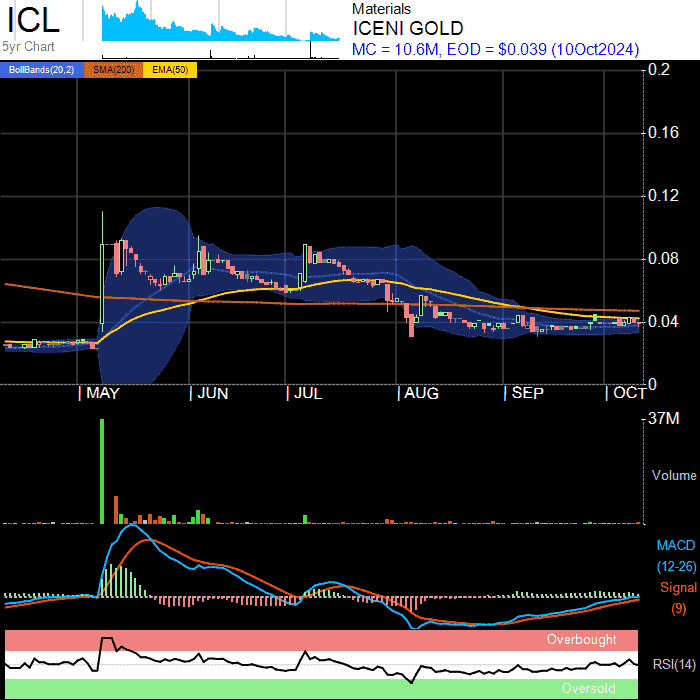 ICL
5yr Chart
Materials
ICENI GOLD
MC = 10.6M, EOD = $0.039 (10Oct2024)
BollBands(20,2) SMA(200) EMA(50)
0.2
0.16
0.12
0.08
0.04
0
| MAY | JUN | JUL | AUG | SEP | OCT
37M
Volume
MACD
(12-26)
Signal
(9)
Overbought
RSI(14)
Oversold